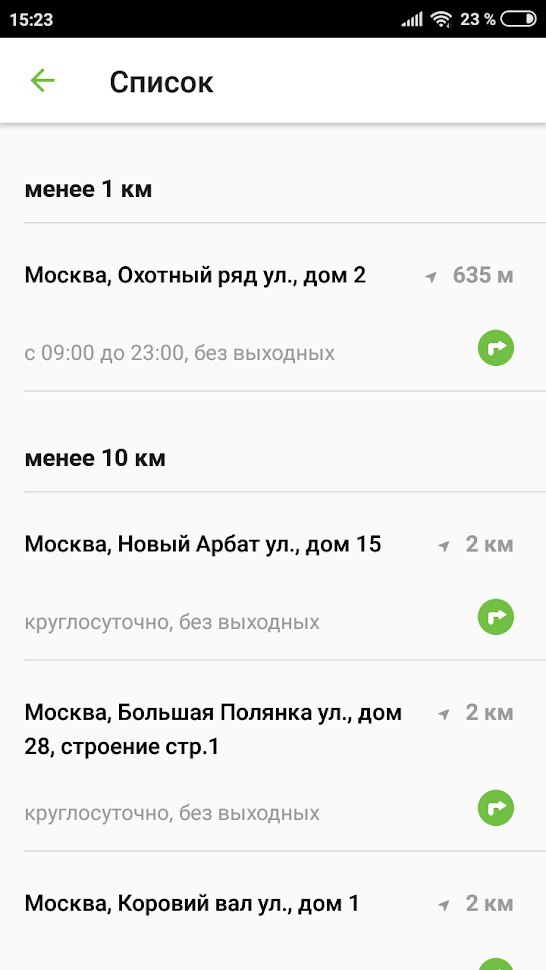 15:23 23 %
Список
менее 1 км
Москва, Охотный ряд ул., дом 2 635 м
с 09:00 до 23:00, без выходных
менее 10 км
Москва, Новый Арбат ул., дом 15 2 км
круглосуточно, без выходных
Москва, Большая Полянка ул., дом 2 км
28, строение стр.1
круглосуточно, без выходных
Москва, Коровий вал ул., дом 1 2 км